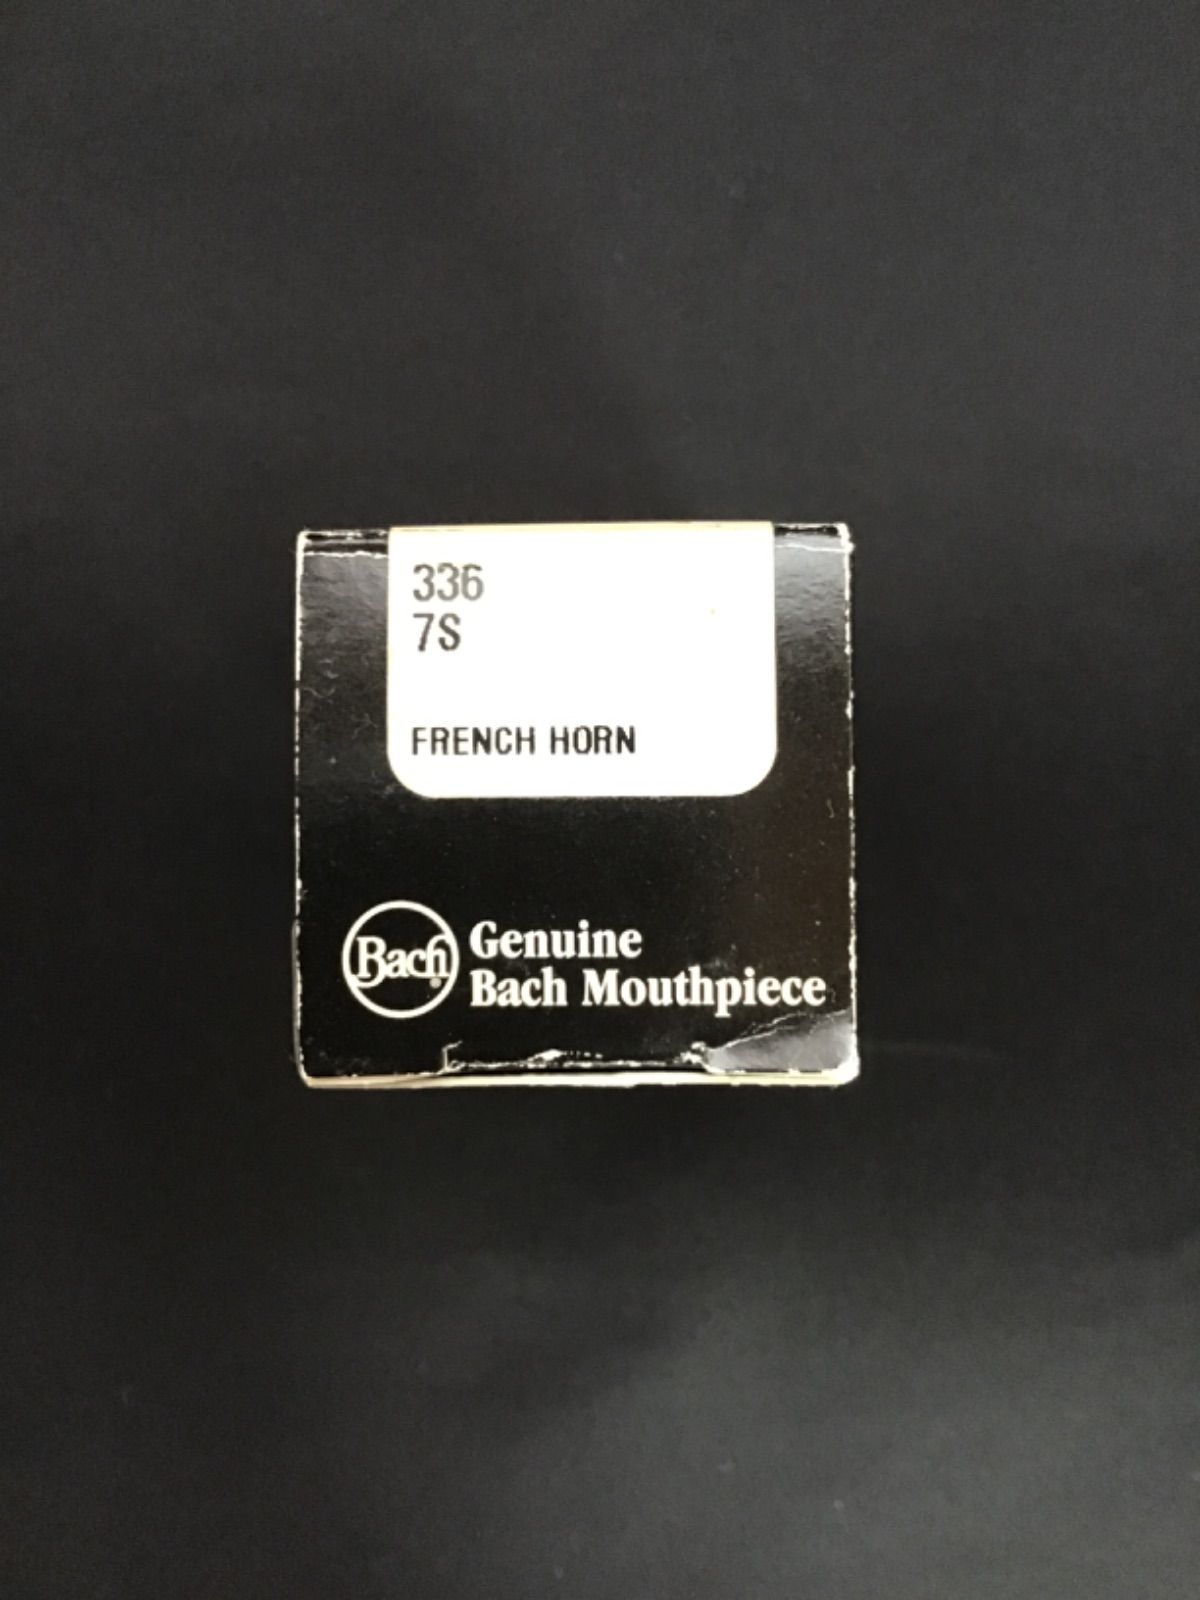 336
7S
FRENCH HORN
Bach®
Genuine
Bach Mouthpiece